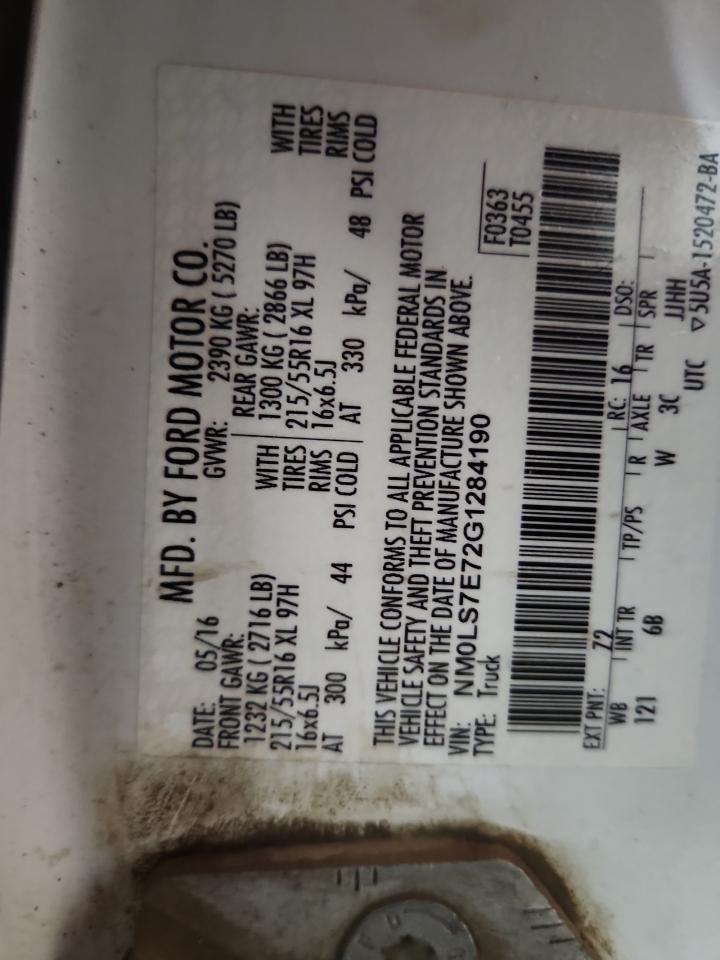 MFD. BY FORD MOTOR CO.
DATE: 05/16 GVWR: 2390 KG ( 5270 LB)
FRONT GAWR: REAR GAWR:
1232 KG ( 2716 LB) WITH 1300 KG ( 2866 LB) WITH
215/55R16 XL 97H TIRES 215/55R16 XL 97H TIRES
16x6.5J RIMS 16x6.5J RIMS
AT 300 kPa/ 44 PSI COLD AT 330 kPa/ 48 PSI COLD
THIS VEHICLE CONFORMS TO ALL APPLICABLE FEDERAL MOTOR
VEHICLE SAFETY AND THEFT PREVENTION STANDARDS IN
EFFECT ON THE DATE OF MANUFACTURE SHOWN ABOVE.
VIN: NM0LS7E72G1284190
TYPE: Truck
F0363
T0455
EXT PNT: Z2 RC: 16 DSO:
WB INT TR TP/PS R AXLE TR SPR
121 6B W 3C JJHH
UTC ▽5U5A-1520472-BA